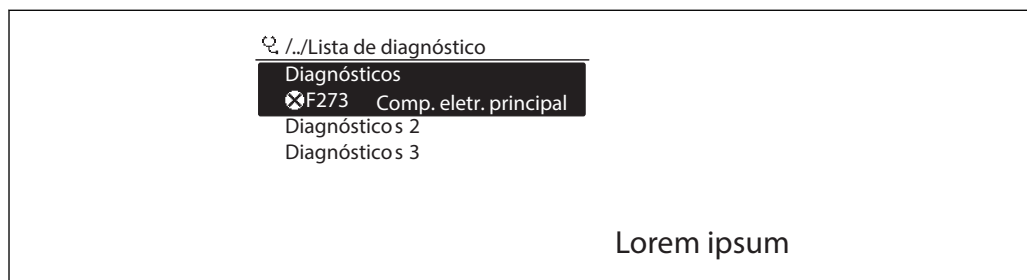 /../Lista de diagnóstico
Diagnósticos
F273 Comp. eletr. principal
Diagnósticos 2
Diagnósticos 3
Lorem ipsum